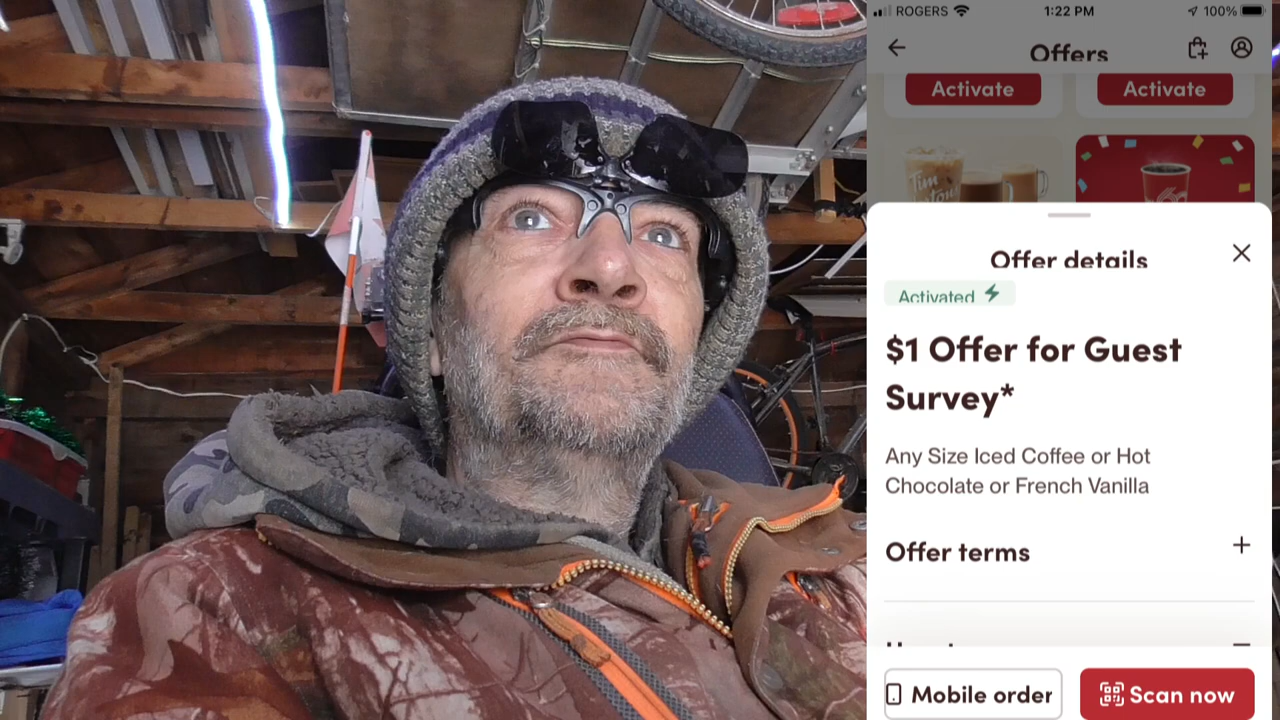 ROGERS 1:22 PM 100%
Offers
Activate Activate
Tim
Offer details
Activated
$1 Offer for Guest
Survey*
Any Size Iced Coffee or Hot
Chocolate or French Vanilla
Offer terms
Mobile order Scan now